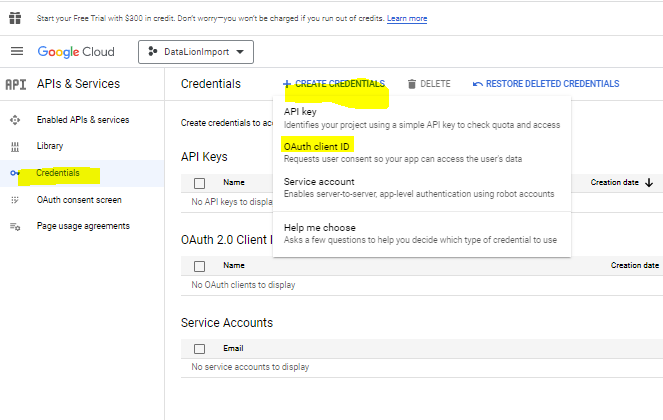 Start your Free Trial with $300 in credit. Don't worry—you won't be charged if you run out of credits. Learn more
Google Cloud
DataLionImport
API APIs & Services
Credentials
+ CREATE CREDENTIALS
DELETE
RESTORE DELETED CREDENTIALS
Enabled APIs & services
Library
Credentials
OAuth consent screen
Page usage agreements
Create credentials to
API key
Identifies your project using a simple API key to check quota and access
OAuth client ID
Requests user consent so your app can access the user's data
Service account
Enables server-to-server, app-level authentication using robot accounts
Help me choose
Asks a few questions to help you decide which type of credential to use
API Keys
Name
Creation date
No API keys to displa
OAuth 2.0 Client I
Name
Creation date
No OAuth clients to display
Service Accounts
Email
No service accounts to display